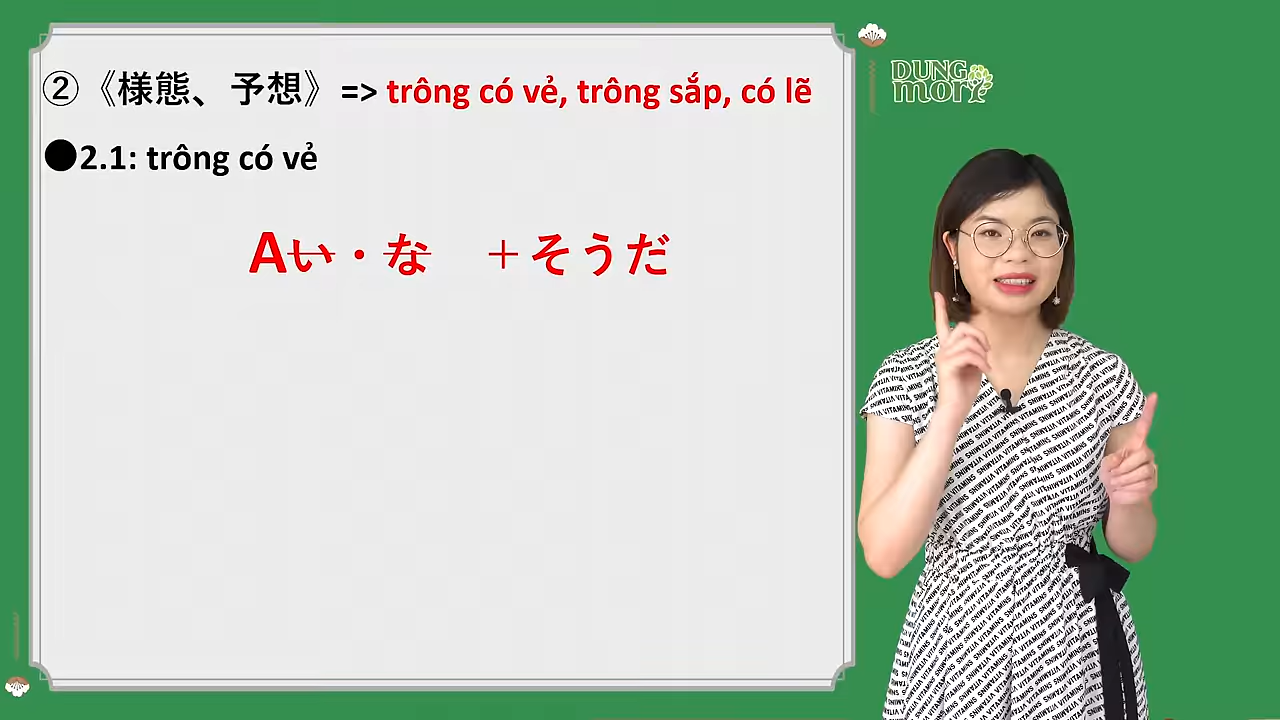 ②《様態、予想》=> trông có vẻ, trông sắp, có lẽ
●2.1: trông có vẻ
Aい・な +そうだ
DUNG
mori